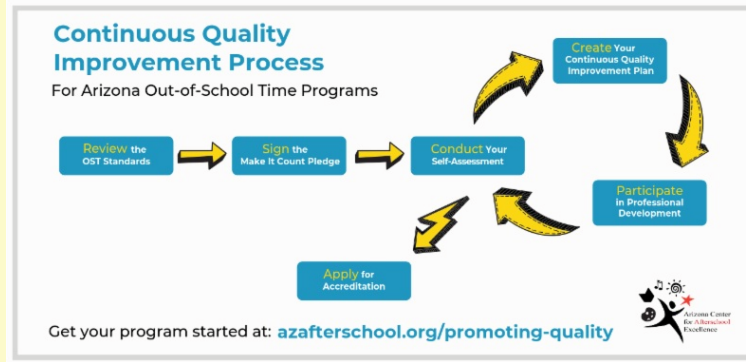 Continuous Quality
Improvement Process
For Arizona Out-of-School Time Programs
Create Your
Continuous Quality
Improvement Plan
Review the
OST Standards
Sign the
Make It Count Pledge
Conduct Your
Self-Assessment
Participate
in Professional
Development
Apply for
Accreditation
Get your program started at: azafterschool.org/promoting-quality
Arizona Center
for Afterschool
Excellence